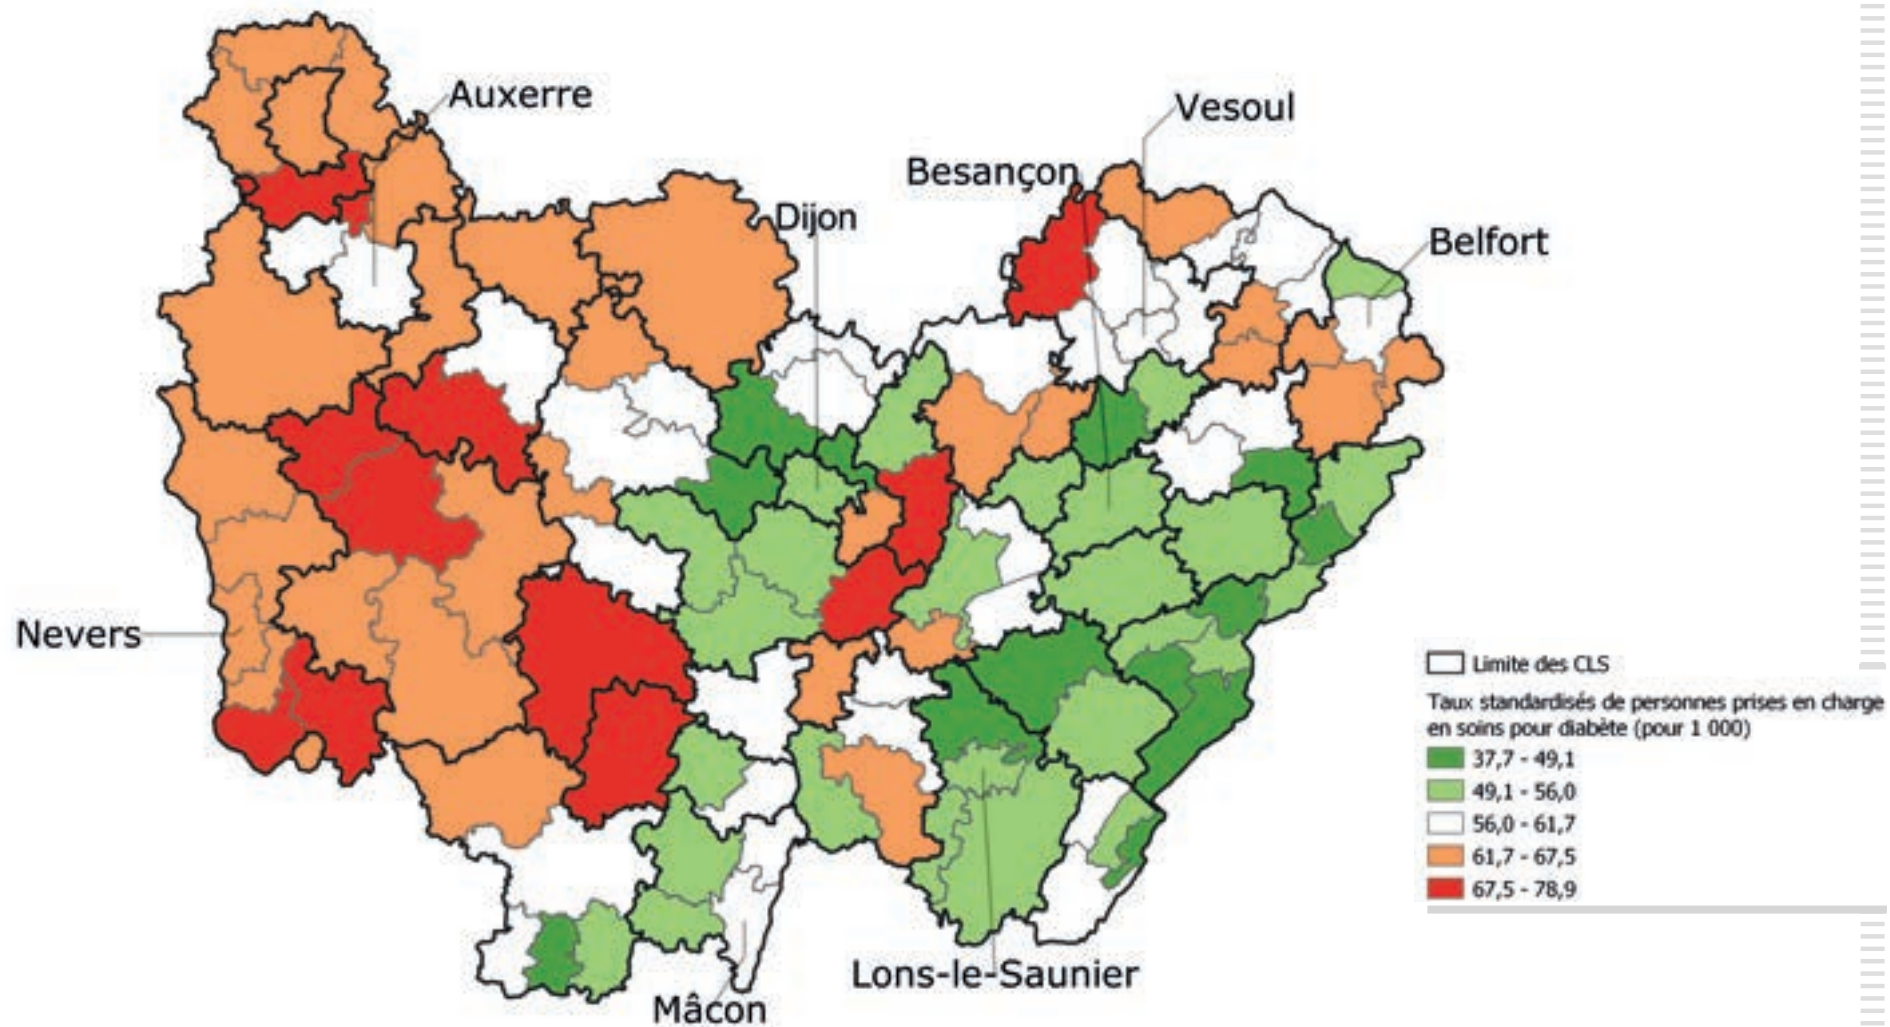 Auxerre
Vesoul
Besançon
Dijon
Belfort
Nevers
Limite des CLS
Taux standardisés de personnes prises en charge
en soins pour diabète (pour 1 000)
37,7 - 49,1
49,1 - 56,0
56,0 - 61,7
61,7 - 67,5
67,5 - 78,9
Lons-le-Saunier
Mâcon